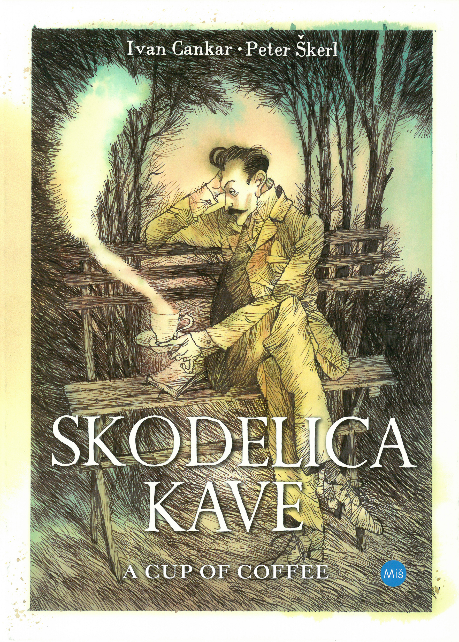 Ivan Cankar • Peter Škerl
SKODELICA
KAVE
A CUP OF COFFEE
Miš